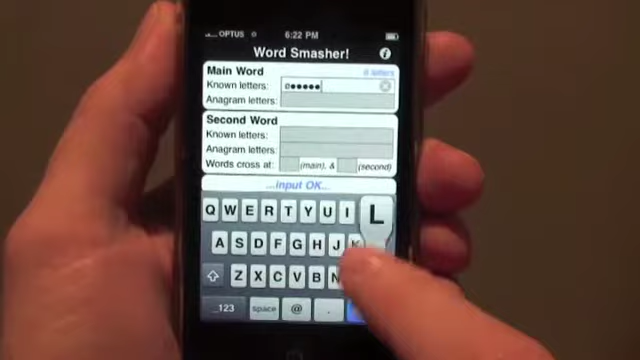 OPTUS 6:22 PM
Word Smasher!
Main Word 6 letters
Known letters: e●●●●●
Anagram letters:
Second Word
Known letters:
Anagram letters:
Words cross at: (main), & (second)
...input OK...
Q W E R T Y U I L
A S D F G H J K
Z X C V B N
.123 space @ .